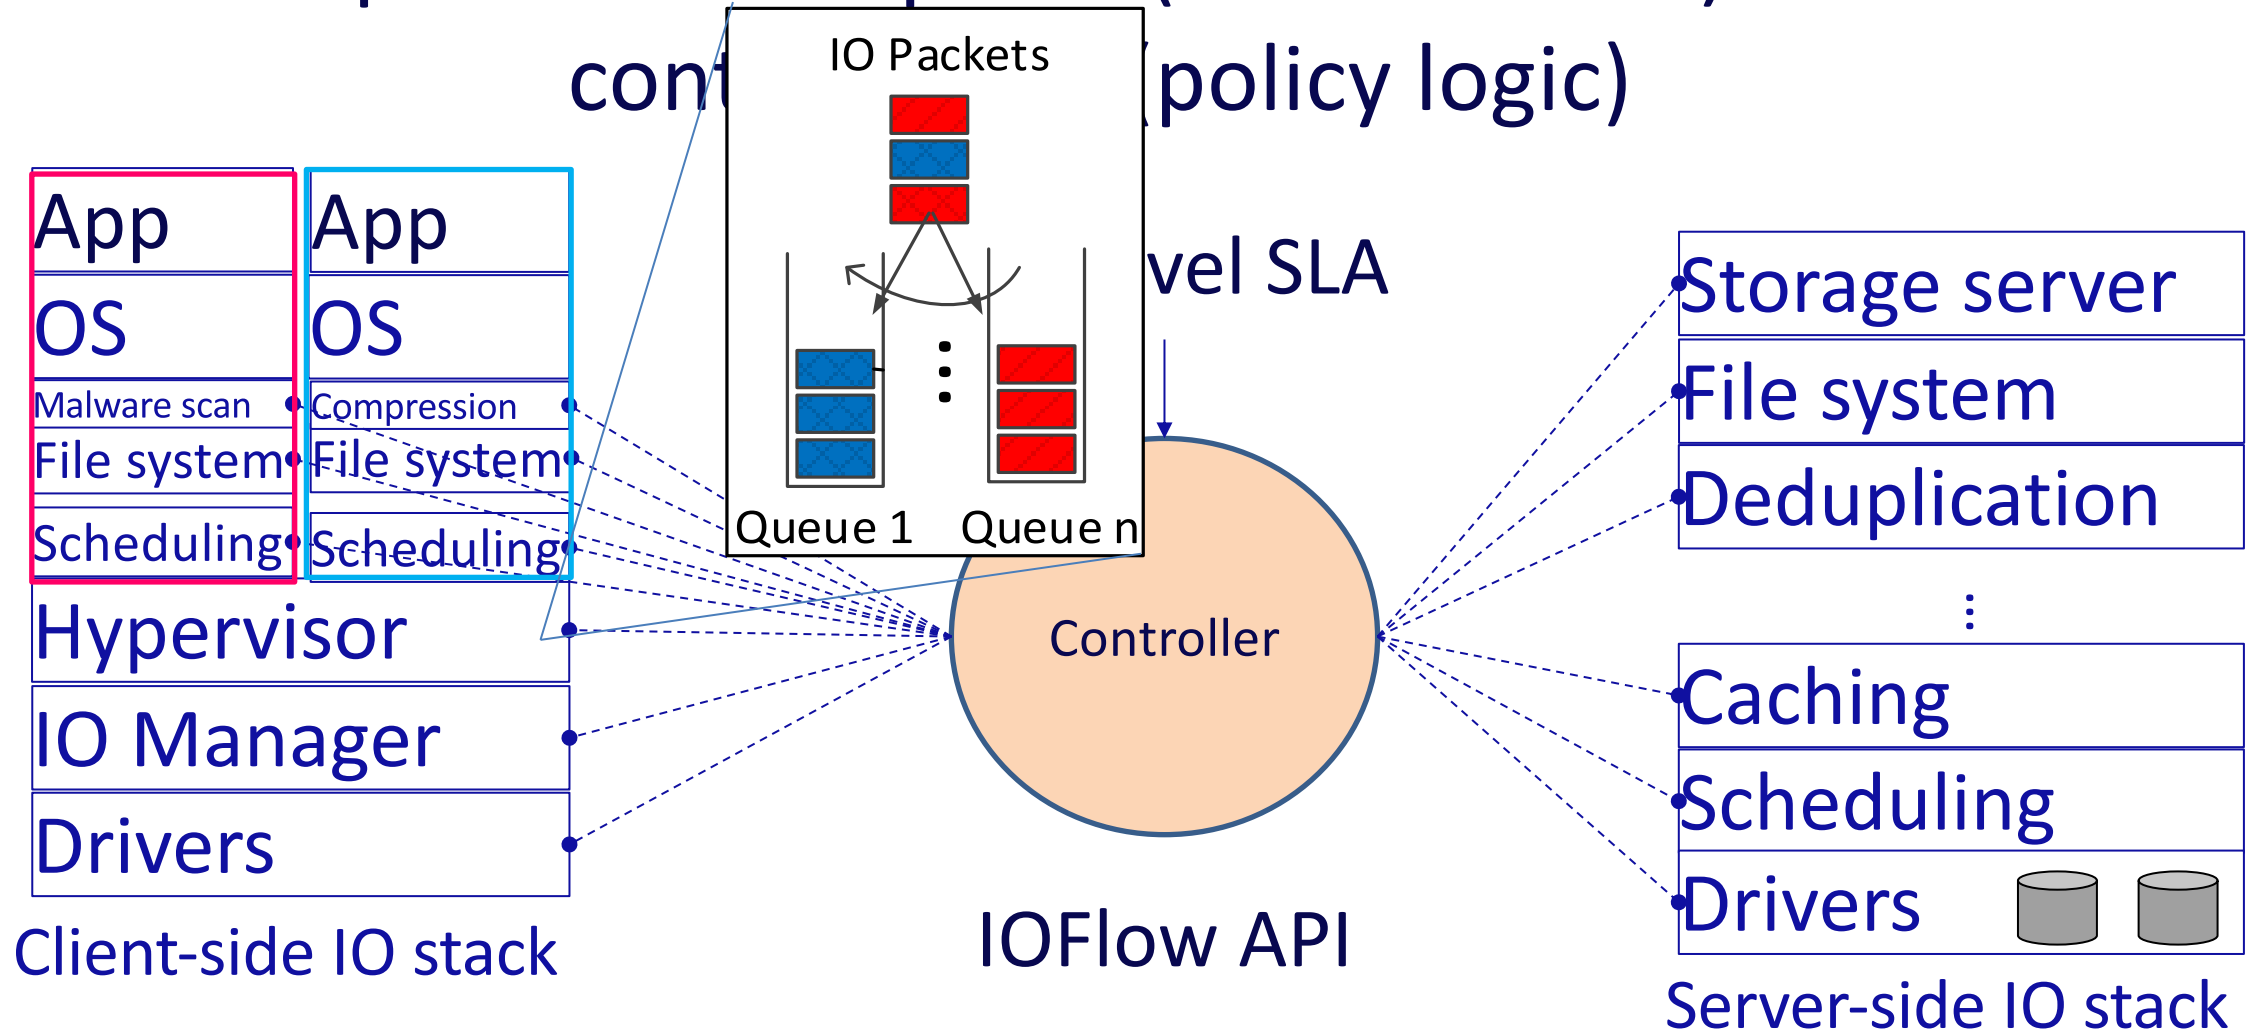 (policy logic)
IO Packets
Queue 1 Queue n
SLA
App App
OS OS
Malware scan Compression
File system File system
Scheduling Scheduling
Hypervisor
IO Manager
Drivers
Client-side IO stack
Controller
IOFlow API
Storage server
File system
Deduplication
...
Caching
Scheduling
Drivers
Server-side IO stack